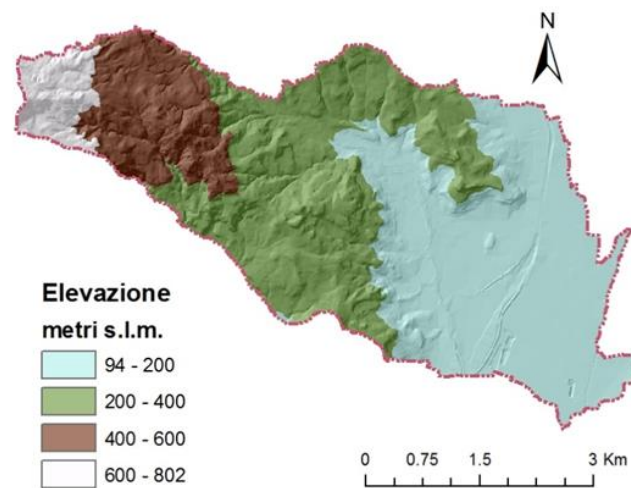 N
Elevazione
metri s.l.m.
94 - 200
200 - 400
400 - 600
600 - 802
0 0.75 1.5 3 Km